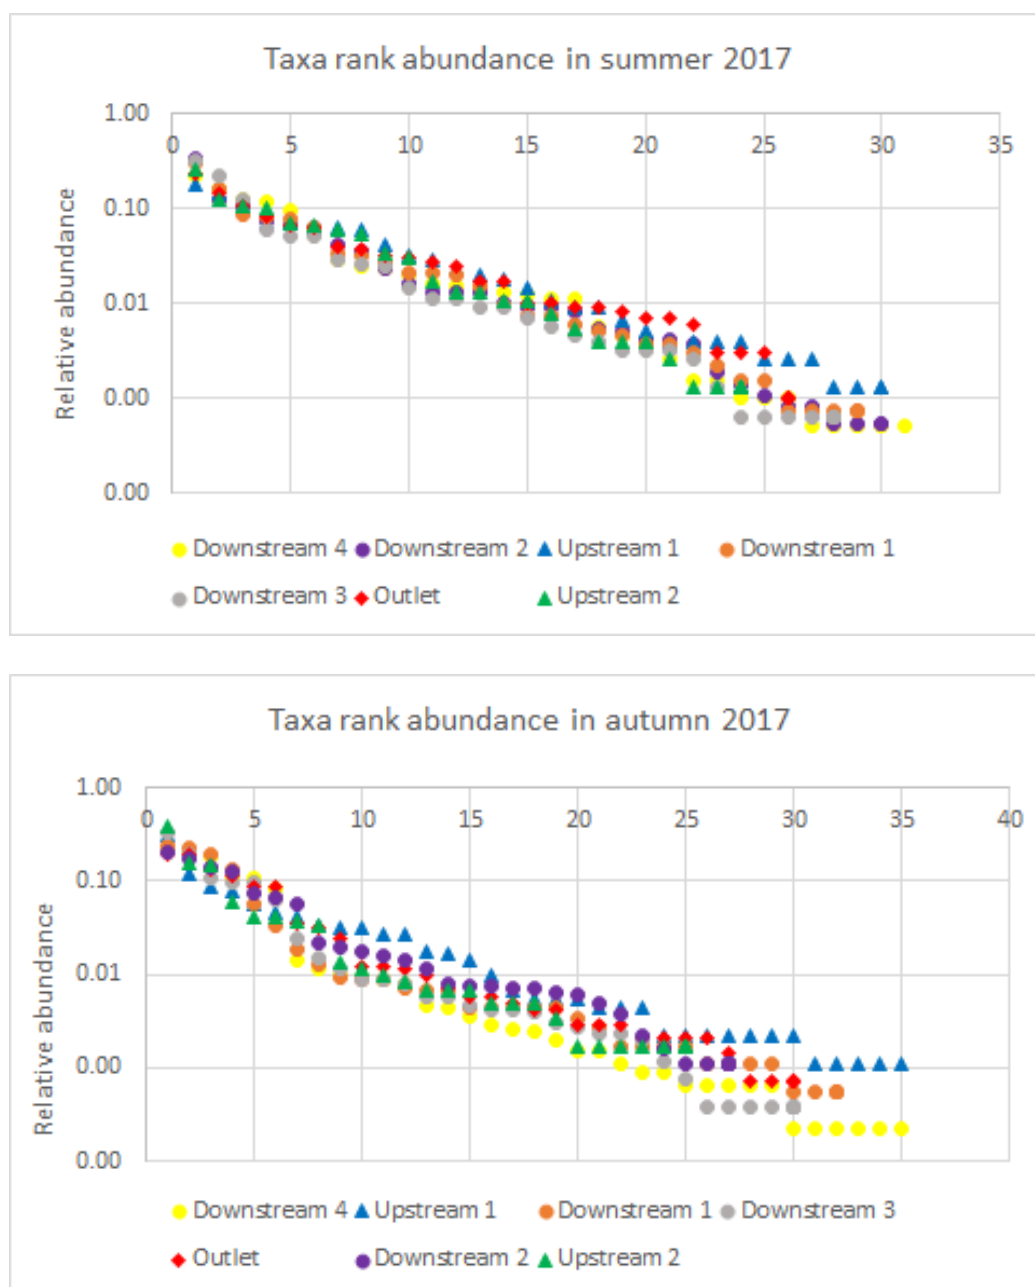 Taxa rank abundance in summer 2017
1.00
0 5 10 15 20 25 30 35
0.10
0.01
0.00
0.00
Relative abundance
Downstream 4 Downstream 2 Upstream 1 Downstream 1
Downstream 3 Outlet Upstream 2
Taxa rank abundance in autumn 2017
1.00
0 5 10 15 20 25 30 35 40
0.10
0.01
0.00
0.00
Relative abundance
Downstream 4 Upstream 1 Downstream 1 Downstream 3
Outlet Downstream 2 Upstream 2